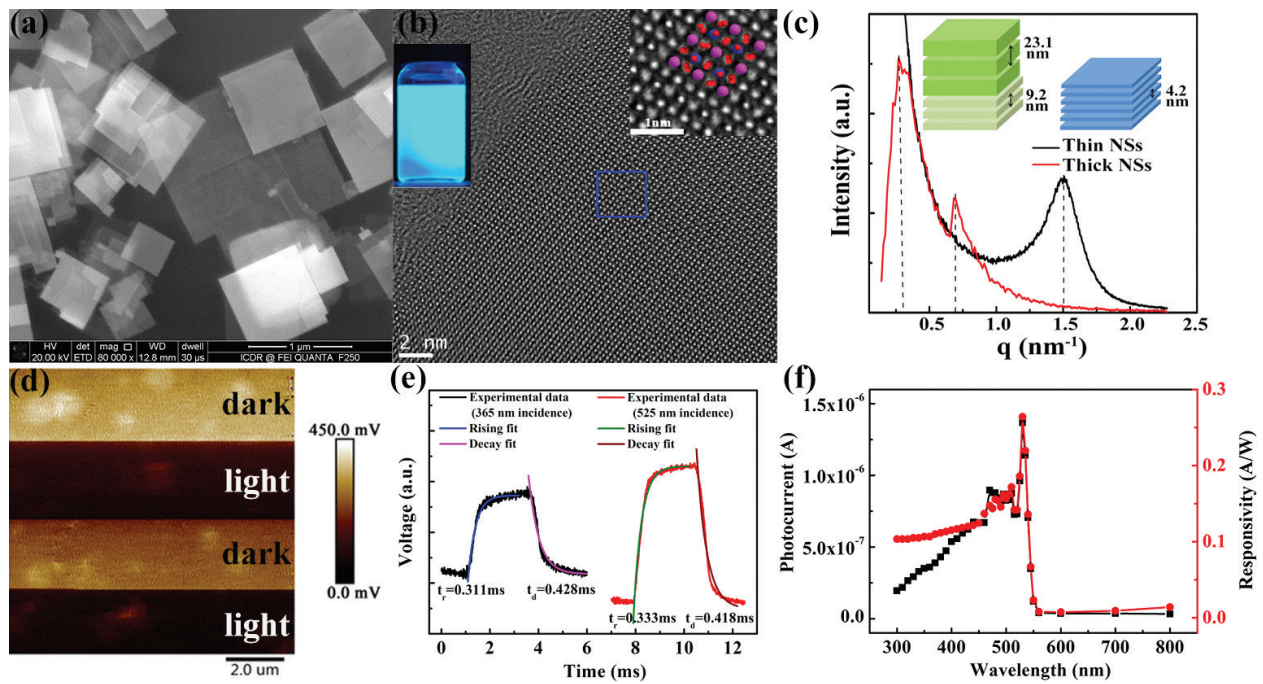 (a)
HV
det
mag □
WD
dwell
1 µm
20.00 kV
ETD
80 000 x
12.8 mm
30 µs
ICDR @ FEI QUANTA F250
(b)
1nm
2 nm
(c)
23.1
nm
9.2
nm
4.2
nm
Thin NSs
Thick NSs
Intensity (a.u.)
0.5
1.0
1.5
2.0
2.5
q (nm⁻¹)
(d)
dark
light
dark
light
450.0 mV
0.0 mV
2.0 um
(e)
Experimental data
(365 nm incidence)
Rising fit
Decay fit
Experimental data
(525 nm incidence)
Rising fit
Decay fit
Voltage (a.u.)
tr=0.311ms
td=0.428ms
tr=0.333ms
td=0.418ms
0
2
4
6
8
10
12
Time (ms)
(f)
Photocurrent (A)
1.5x10⁻⁶
1.0x10⁻⁶
5.0x10⁻⁷
0.0
0.3
0.2
0.1
0.0
Responsivity (A/W)
300
400
500
600
700
800
Wavelength (nm)